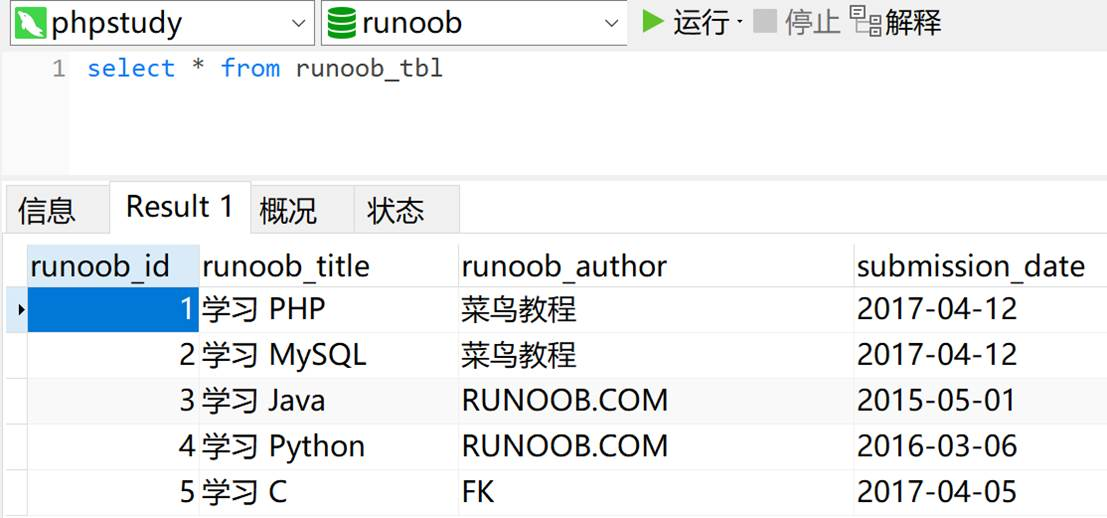 phpstudy runoob 运行 停止 解释
1 select * from runoob_tbl
信息 Result 1 概况 状态
runoob_id runoob_title runoob_author submission_date
1 学习 PHP 菜鸟教程 2017-04-12
2 学习 MySQL 菜鸟教程 2017-04-12
3 学习 Java RUNOOB.COM 2015-05-01
4 学习 Python RUNOOB.COM 2016-03-06
5 学习 C FK 2017-04-05